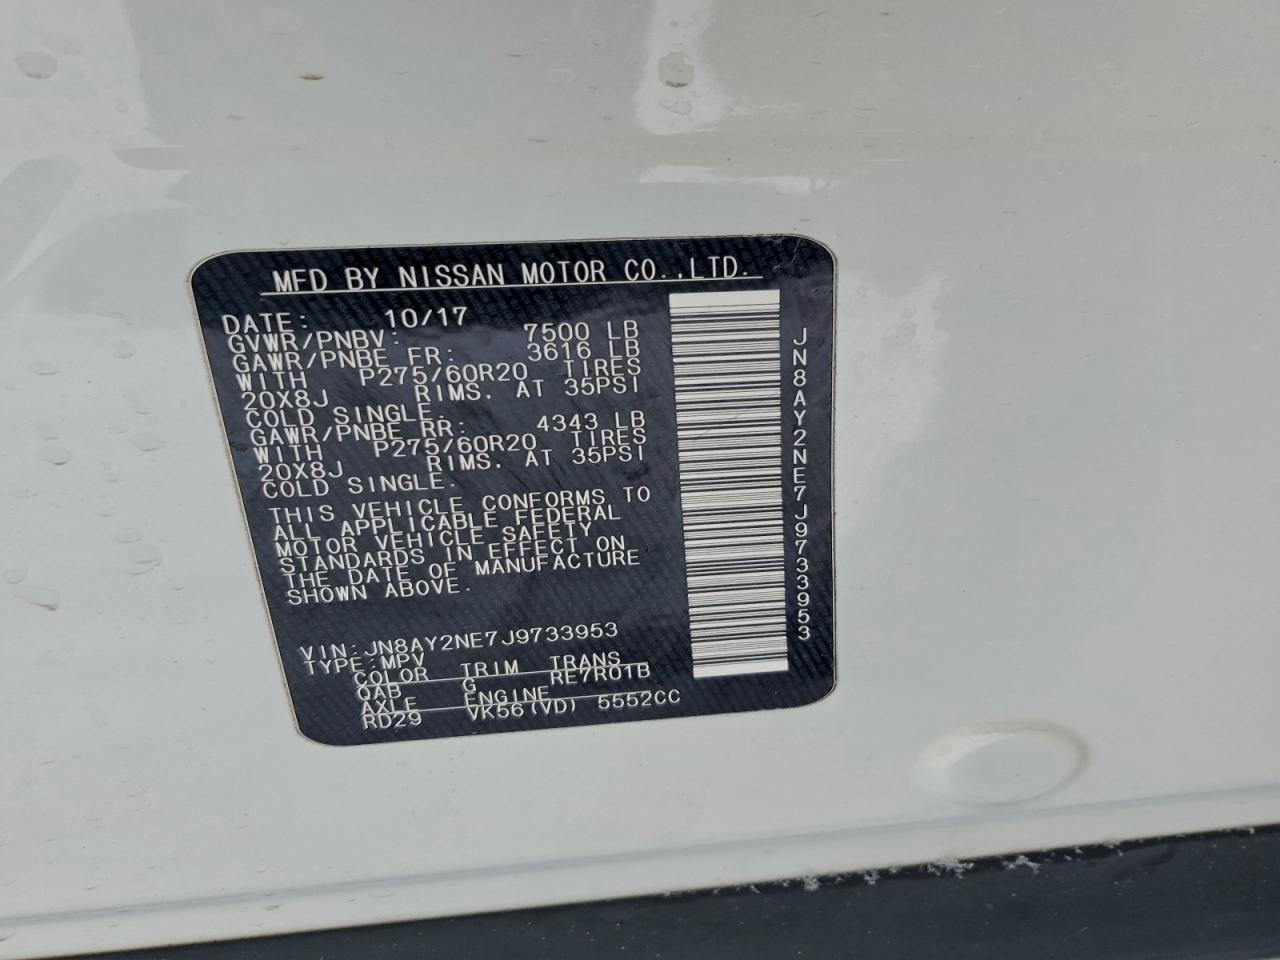 MFD BY NISSAN MOTOR CO.,LTD.
DATE: 10/17
GVWR/PNBV: 7500 LB
GAWR/PNBE FR: 3616 LB
WITH P275/60R20 TIRES
20X8J RIMS. AT 35PSI
COLD SINGLE.
GAWR/PNBE RR: 4343 LB
WITH P275/60R20 TIRES
20X8J RIMS. AT 35PSI
COLD SINGLE.
THIS VEHICLE CONFORMS TO
ALL APPLICABLE FEDERAL
MOTOR VEHICLE SAFETY
STANDARDS IN EFFECT ON
THE DATE OF MANUFACTURE
SHOWN ABOVE.
VIN: JN8AY2NE7J9733953
TYPE:MPV
COLOR TRIM TRANS
QAB G RE7R01B
AXLE ENGINE
RD29 VK56(VD) 5552CC
JN8AY2NE7J9733953